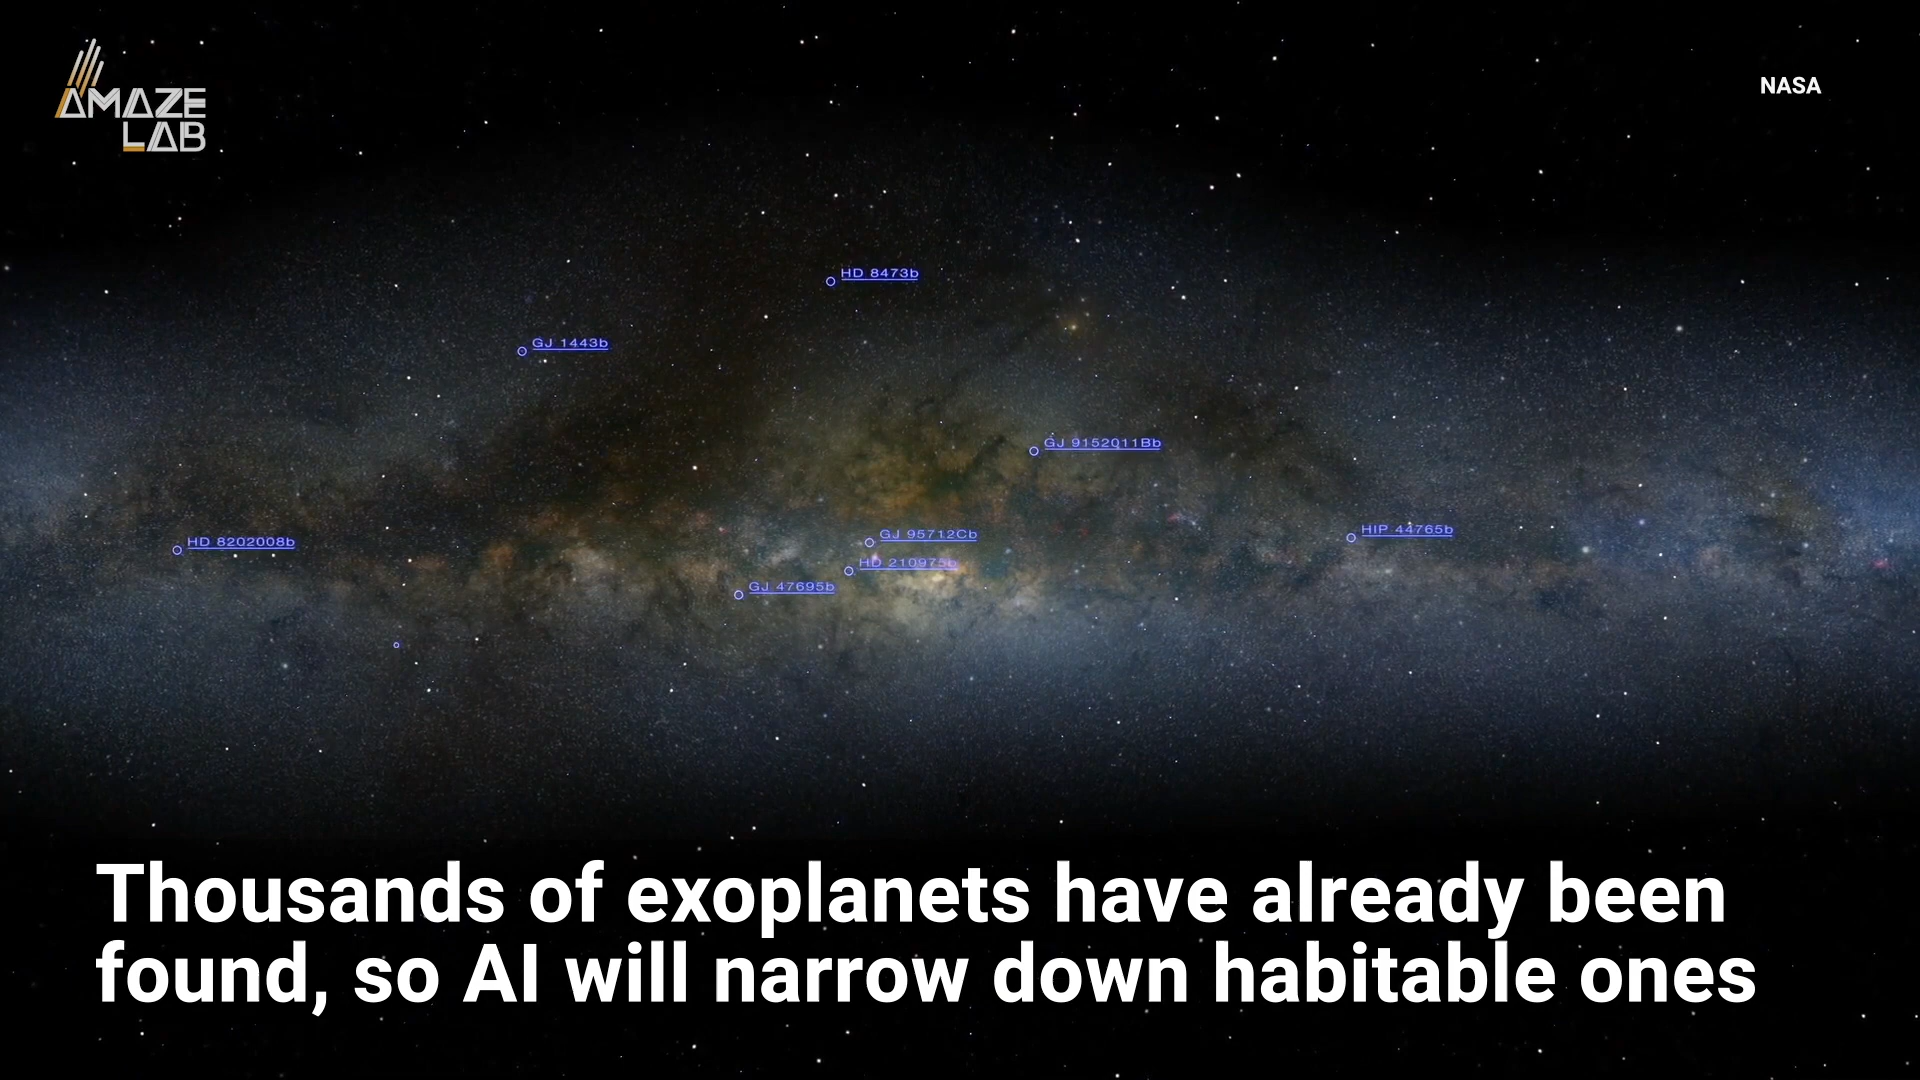 AMAZE
LAB
NASA
HD 8473b
GJ 1443b
GJ 9152011Bb
HIP 44765b
GJ 95712Cb
HD 8202008b
HD 210975b
GJ 47695b
Thousands of exoplanets have already been
found, so AI will narrow down habitable ones